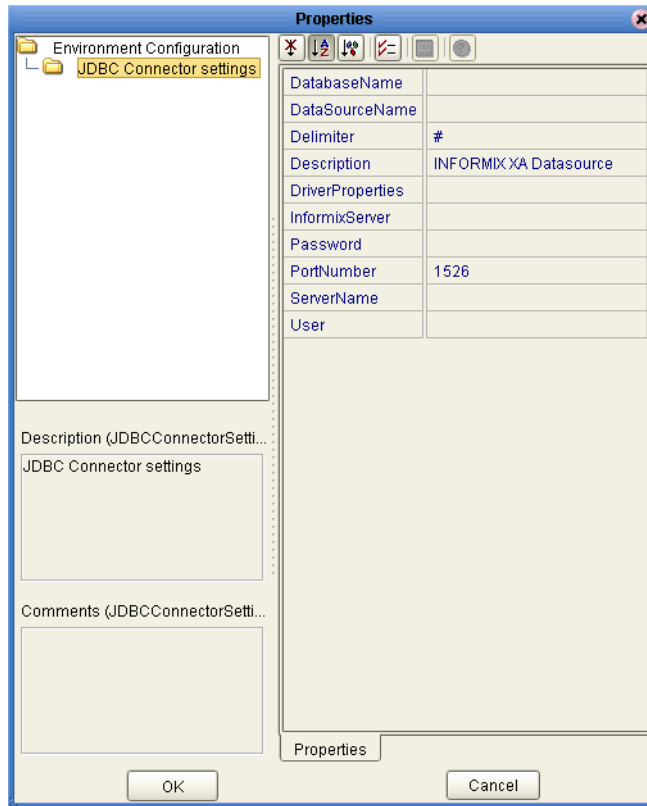 Properties
Environment Configuration
JDBC Connector settings
DatabaseName
DataSourceName
Delimiter #
Description INFORMIX XA Datasource
DriverProperties
InformixServer
Password
PortNumber 1526
ServerName
User
Description (JDBCConnectorSetti...
JDBC Connector settings
Comments (JDBCConnectorSetti...
Properties
OK Cancel